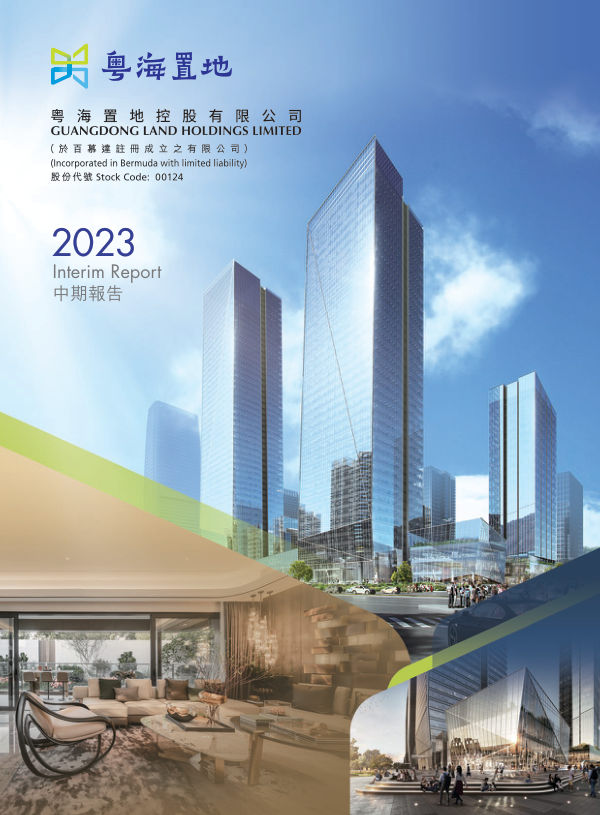 粤海置地
粤海置地控股有限公司
GUANGDONG LAND HOLDINGS LIMITED
（於百慕達註冊成立之有限公司）
(Incorporated in Bermuda with limited liability)
股份代號 Stock Code: 00124
2023
Interim Report
中期報告